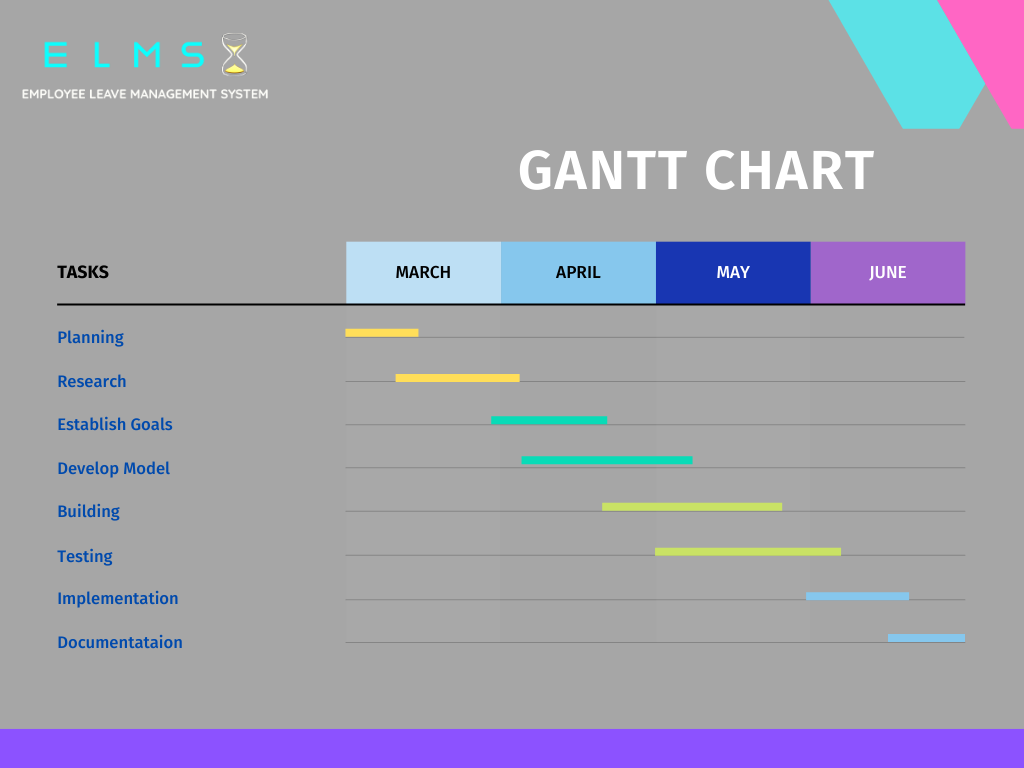 E L M S
EMPLOYEE LEAVE MANAGEMENT SYSTEM
GANTT CHART
TASKS MARCH APRIL MAY JUNE
Planning
Research
Establish Goals
Develop Model
Building
Testing
Implementation
Documentataion